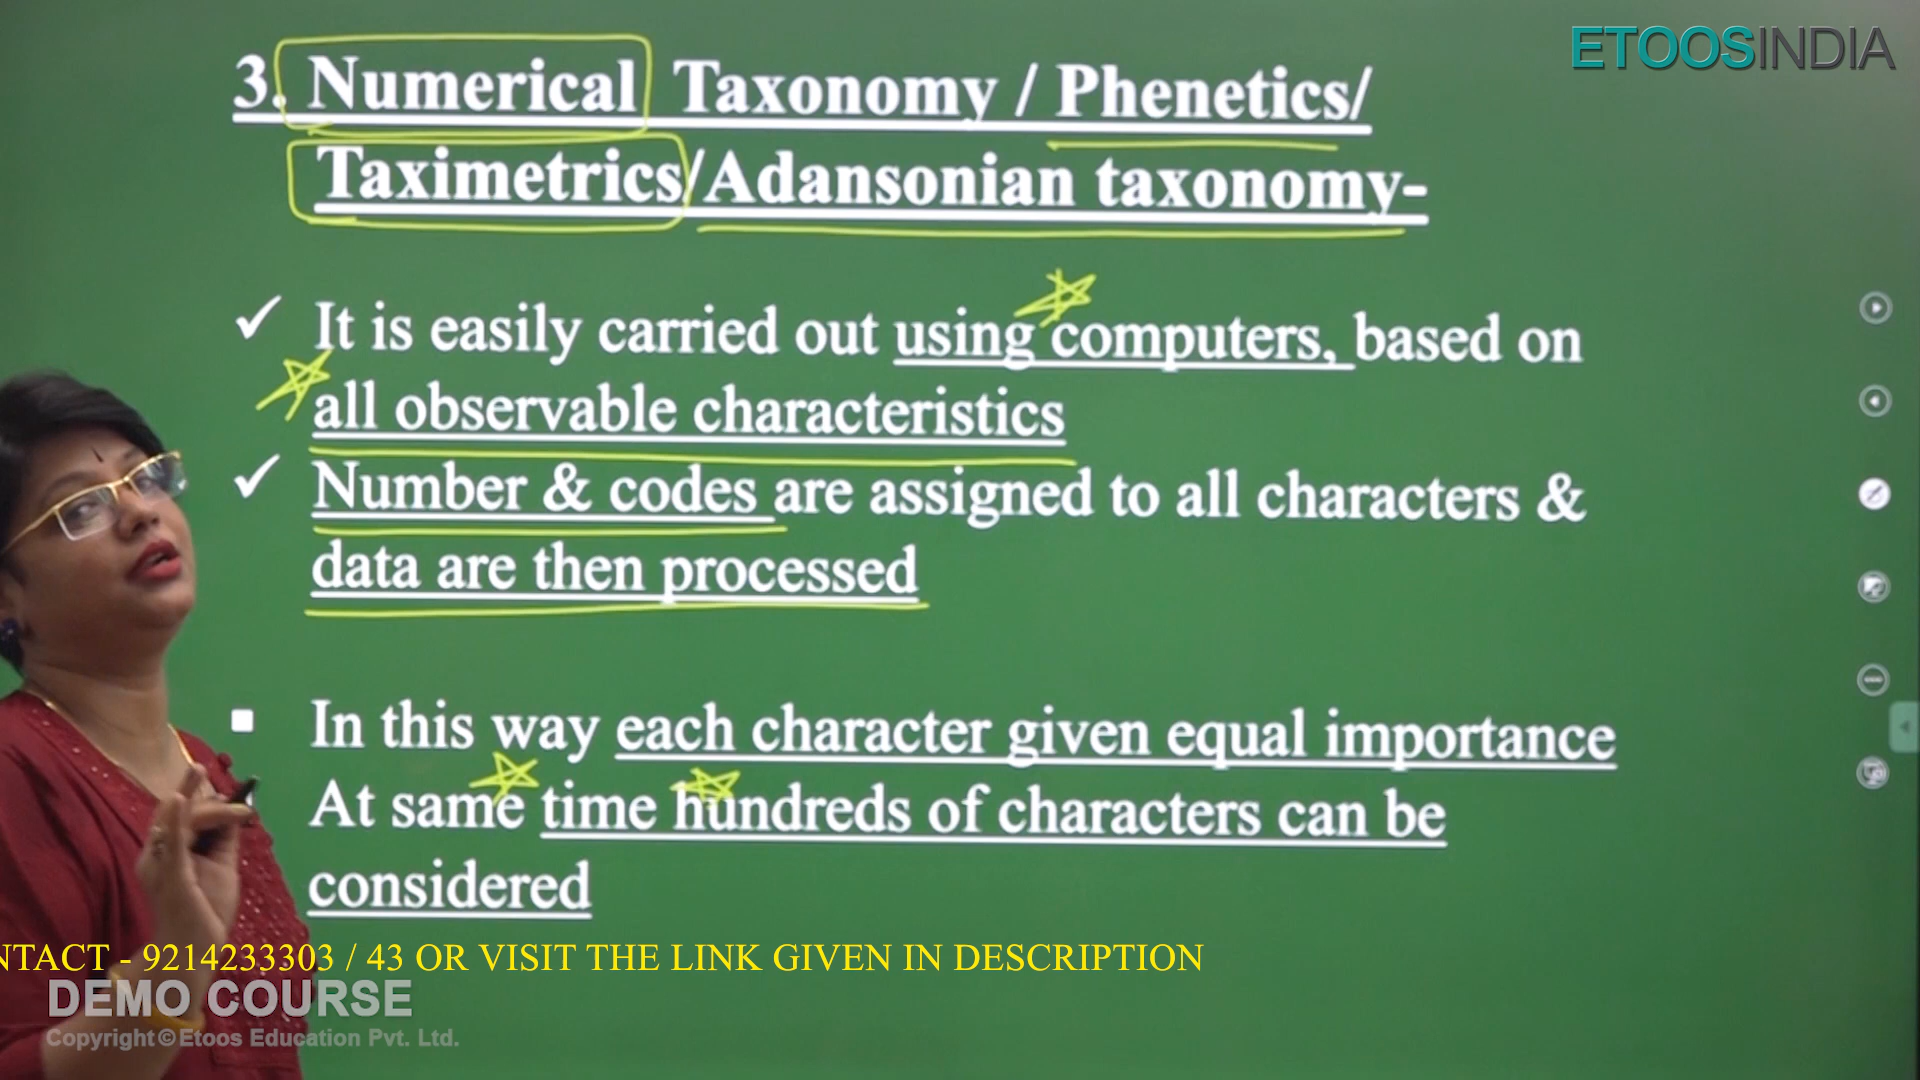 ETOOSINDIA
3. Numerical Taxonomy / Phenetics/
Taximetrics/Adansonian taxonomy-
✓ It is easily carried out using computers, based on
all observable characteristics
✓ Number & codes are assigned to all characters &
data are then processed
▪ In this way each character given equal importance
At same time hundreds of characters can be
considered
NTACT - 9214233303 / 43 OR VISIT THE LINK GIVEN IN DESCRIPTION
DEMO COURSE
Copyright © Etoos Education Pvt. Ltd.